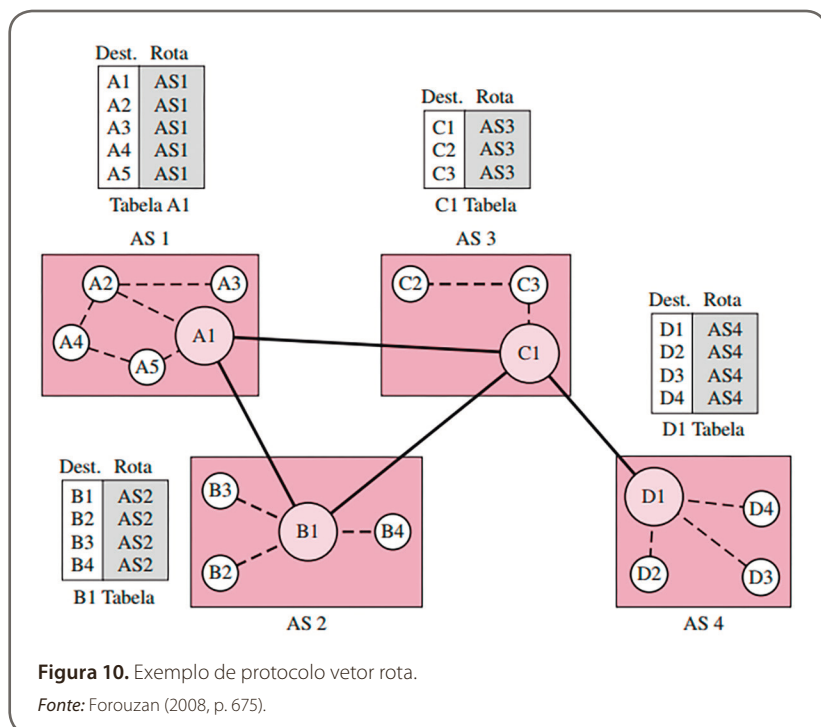 Dest. Rota
A1 AS1
A2 AS1
A3 AS1
A4 AS1
A5 AS1
Tabela A1
Dest. Rota
C1 AS3
C2 AS3
C3 AS3
C1 Tabela
AS 1
AS 3
A2
A3
A4
A5
A1
C2
C3
C1
Dest. Rota
D1 AS4
D2 AS4
D3 AS4
D4 AS4
D1 Tabela
Dest. Rota
B1 AS2
B2 AS2
B3 AS2
B4 AS2
B1 Tabela
B3
B1
B4
B2
AS 2
D1
D4
D2
D3
AS 4
Figura 10. Exemplo de protocolo vetor rota.
Fonte: Forouzan (2008, p. 675).